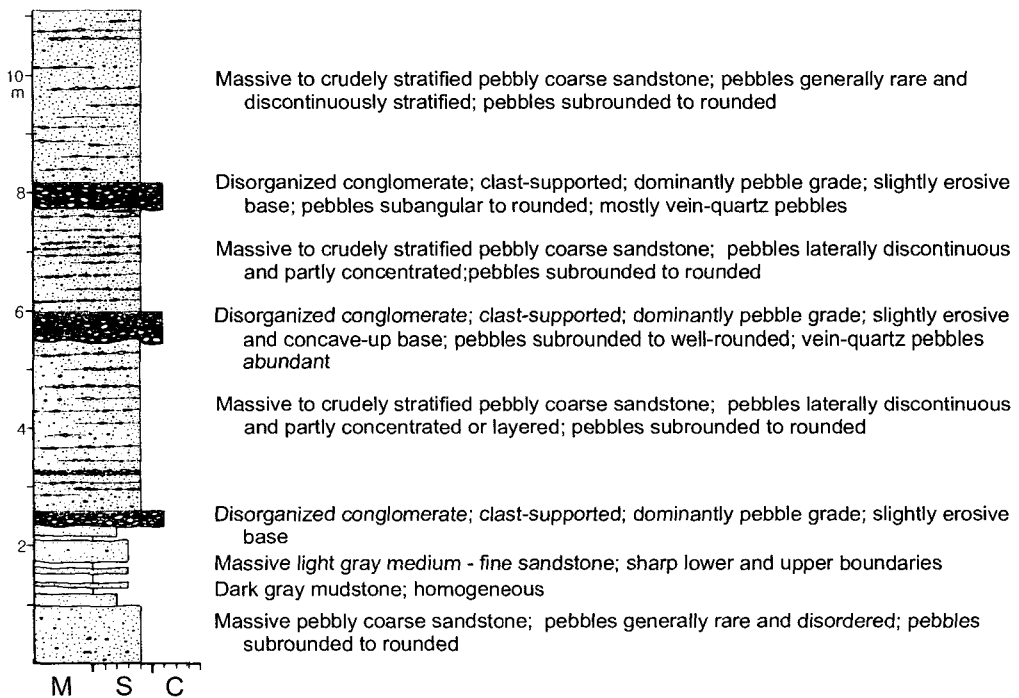 10
m
Massive to crudely stratified pebbly coarse sandstone; pebbles generally rare and
discontinuously stratified; pebbles subrounded to rounded
8
Disorganized conglomerate; clast-supported; dominantly pebble grade; slightly erosive
base; pebbles subangular to rounded; mostly vein-quartz pebbles
Massive to crudely stratified pebbly coarse sandstone; pebbles laterally discontinuous
and partly concentrated;pebbles subrounded to rounded
6
Disorganized conglomerate; clast-supported; dominantly pebble grade; slightly erosive
and concave-up base; pebbles subrounded to well-rounded; vein-quartz pebbles
abundant
4
Massive to crudely stratified pebbly coarse sandstone; pebbles laterally discontinuous
and partly concentrated or layered; pebbles subrounded to rounded
Disorganized conglomerate; clast-supported; dominantly pebble grade; slightly erosive
base
2
Massive light gray medium - fine sandstone; sharp lower and upper boundaries
Dark gray mudstone; homogeneous
Massive pebbly coarse sandstone; pebbles generally rare and disordered; pebbles
subrounded to rounded
M S C